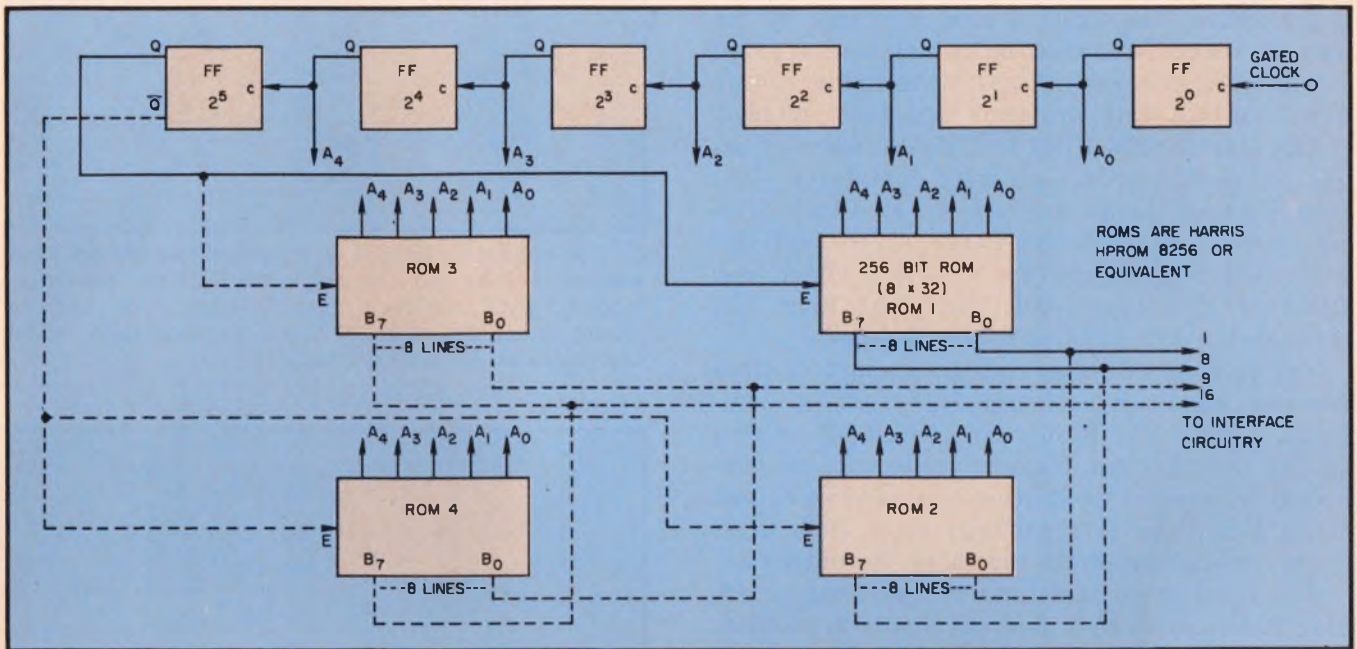 Q Q Q Q Q Q
FF FF FF FF FF FF
GATED CLOCK
C C C C C C
2⁵ 2⁴ 2³ 2² 2¹ 2⁰
Q̅
A₄ A₃ A₂ A₁ A₀
A₄ A₃ A₂ A₁ A₀
A₄ A₃ A₂ A₁ A₀
ROM 3
E
B₇ B₀
8 LINES
256 BIT ROM
(8 x 32)
ROM 1
E
B₇ B₀
8 LINES
ROMS ARE HARRIS
HPROM 8256 OR
EQUIVALENT
1
8
9
16
TO INTERFACE
CIRCUITRY
A₄ A₃ A₂ A₁ A₀
A₄ A₃ A₂ A₁ A₀
ROM 4
E
B₇ B₀
8 LINES
ROM 2
E
B₇ B₀
8 LINES